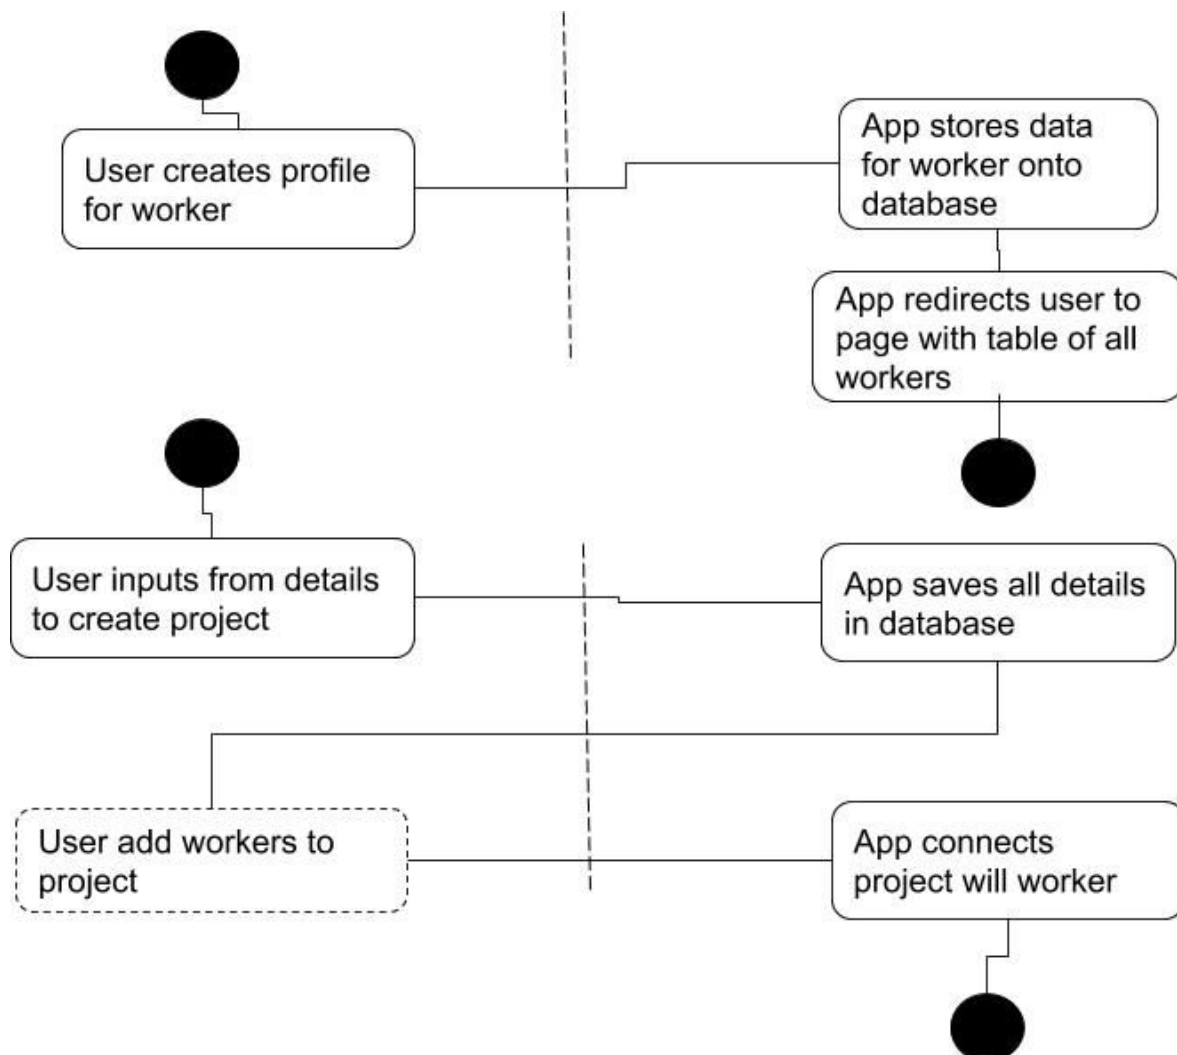 User creates profile
for worker
App stores data
for worker onto
database
App redirects user to
page with table of all
workers
User inputs from details
to create project
App saves all details
in database
User add workers to
project
App connects
project will worker